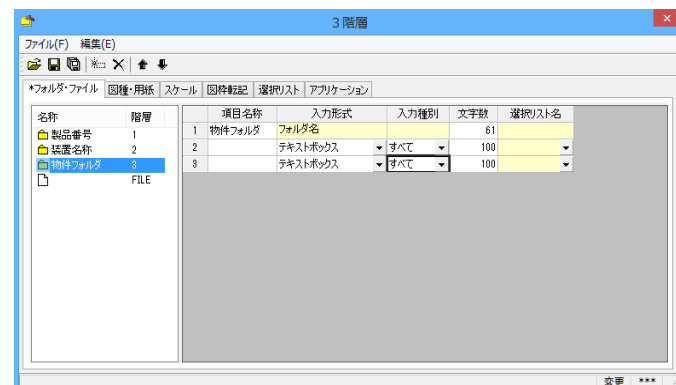 3階層
ファイル(F) 編集(E)
*フォルダ・ファイル 図種・用紙 スケール 図枠転記 選択リスト アプリケーション
名称 階層
製品番号 1
装置名称 2
物件フォルダ 3
FILE
項目名称 入力形式 入力種別 文字数 選択リスト名
1 物件フォルダ フォルダ名 61
2 テキストボックス すべて 100
3 テキストボックス すべて 100
変更 ***